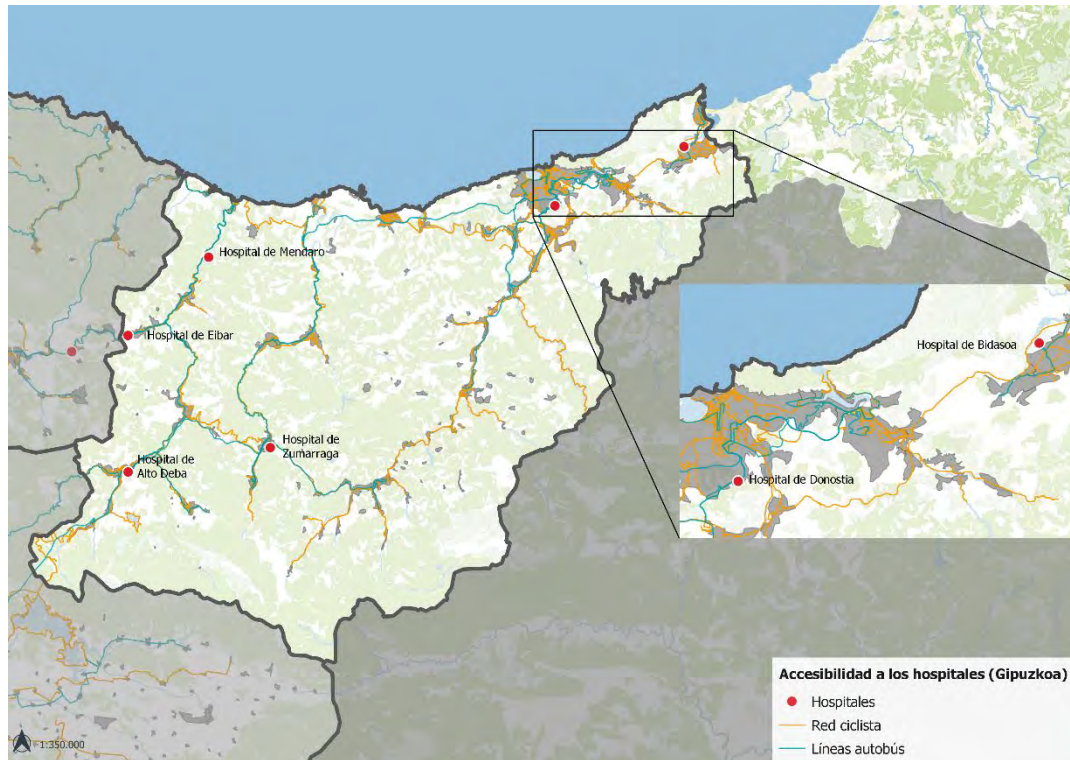 Hospital de Mendaro
Hospital de Eibar
Hospital de
Zumarraga
Hospital de
Alto Deba
Hospital de Bidasoa
Hospital de Donostia
Accesibilidad a los hospitales (Gipuzkoa)
Hospitales
Red ciclista
Líneas autobús
1:350.000